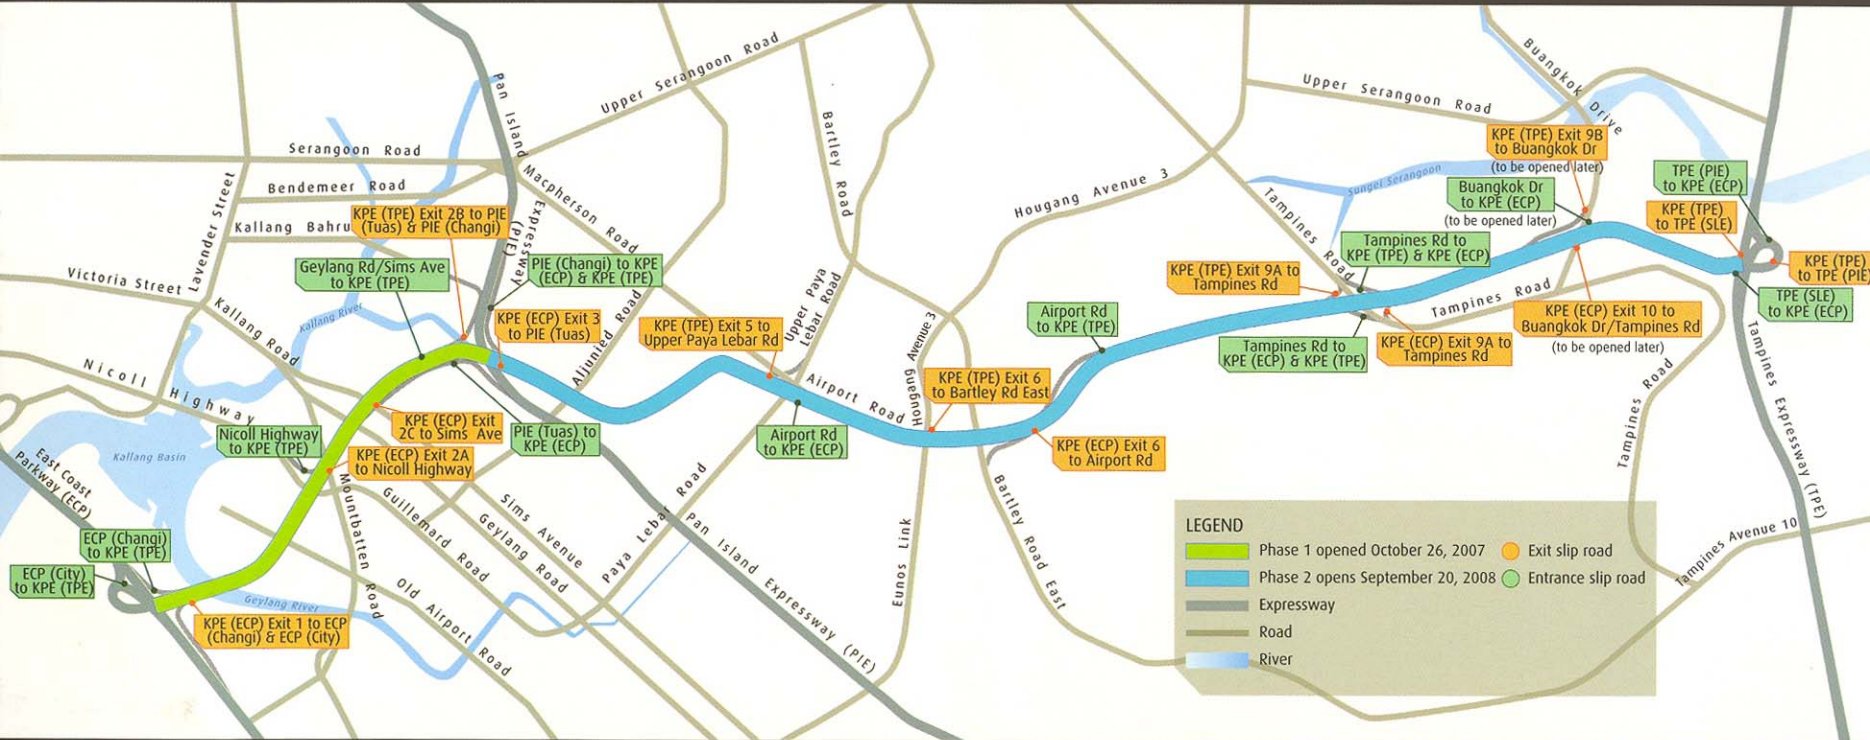 Pan Island
Expressway
(PIE)
Upper Serangoon Road
Serangoon Road
Bendemeer Road
Kallang Bahru
Lavender Street
Victoria Street
Kallang Road
Kallang River
Nicoll Highway
Kallang Basin
East Coast
Parkway (ECP)
Macpherson Road
Aljunied Road
Bartley Road
Upper Paya
Lebar Road
Airport Road
Hougang Avenue 3
Hougang Avenue 3
Upper Serangoon Road
Buangkok Drive
Sungei Serangoon
Tampines Road
Tampines Road
Tampines Road
Tampines Expressway (TPE)
Tampines Avenue 10
Bartley Road East
Eunos Link
Paya Lebar Road
Pan Island Expressway (PIE)
Sims Avenue
Geylang Road
Guillemard Road
Mountbatten Road
Old Airport Road
Geylang River
KPE (TPE) Exit 2B to PIE
(Tuas) & PIE (Changi)
Geylang Rd/Sims Ave
to KPE (TPE)
PIE (Changi) to KPE
(ECP) & KPE (TPE)
KPE (ECP) Exit 3
to PIE (Tuas)
KPE (TPE) Exit 5 to
Upper Paya Lebar Rd
KPE (ECP) Exit
2C to Sims Ave
PIE (Tuas) to
KPE (ECP)
Nicoll Highway
to KPE (TPE)
KPE (ECP) Exit 2A
to Nicoll Highway
ECP (Changi)
to KPE (TPE)
ECP (City)
to KPE (TPE)
KPE (ECP) Exit 1 to ECP
(Changi) & ECP (City)
Airport Rd
to KPE (ECP)
KPE (TPE) Exit 6
to Bartley Rd East
Airport Rd
to KPE (TPE)
KPE (ECP) Exit 6
to Airport Rd
KPE (TPE) Exit 9A to
Tampines Rd
Tampines Rd to
KPE (TPE) & KPE (ECP)
Tampines Rd to
KPE (ECP) & KPE (TPE)
KPE (ECP) Exit 9A to
Tampines Rd
KPE (TPE) Exit 9B
to Buangkok Dr
(to be opened later)
Buangkok Dr
to KPE (ECP)
(to be opened later)
KPE (ECP) Exit 10 to
Buangkok Dr/Tampines Rd
(to be opened later)
TPE (PIE)
to KPE (ECP)
KPE (TPE)
to TPE (SLE)
KPE (TPE)
to TPE (PIE)
TPE (SLE)
to KPE (ECP)
LEGEND
Phase 1 opened October 26, 2007
Exit slip road
Phase 2 opens September 20, 2008
Entrance slip road
Expressway
Road
River